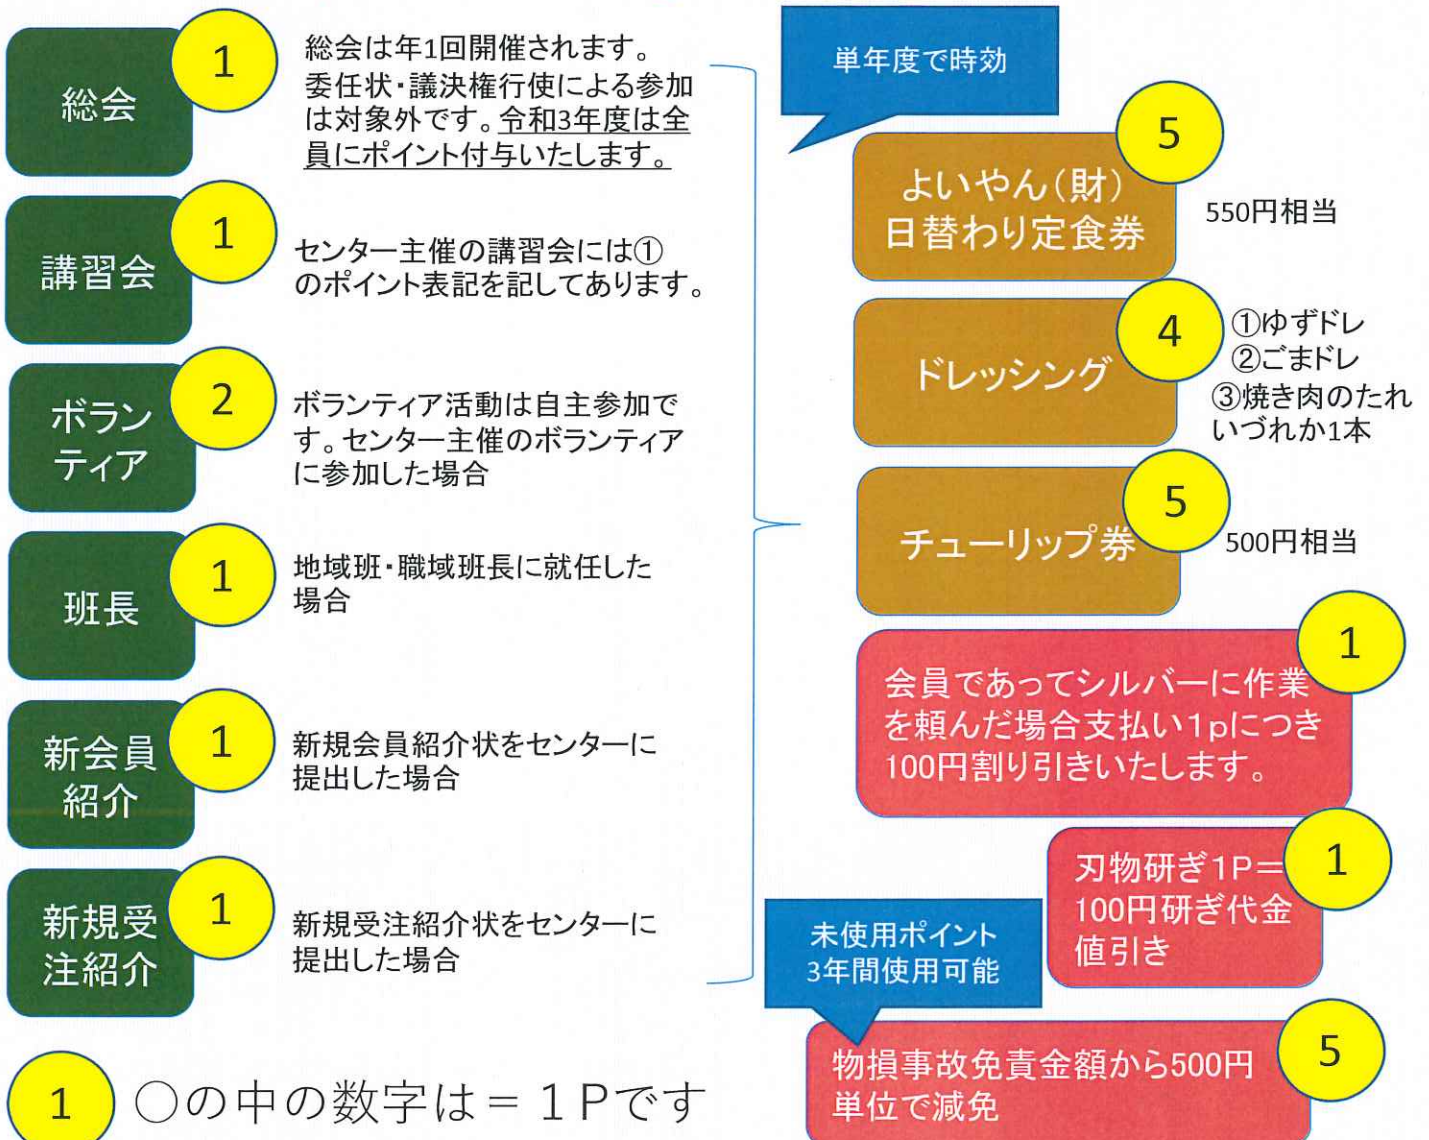 総会
1
総会は年1回開催されます。
委任状・議決権行使による参加
は対象外です。令和3年度は全
員にポイント付与いたします。
講習会
1
センター主催の講習会には①
のポイント表記を記してあります。
ボラン
ティア
2
ボランティア活動は自主参加で
す。センター主催のボランティア
に参加した場合
班長
1
地域班・職域班長に就任した
場合
新会員
紹介
1
新規会員紹介状をセンターに
提出した場合
新規受
注紹介
1
新規受注紹介状をセンターに
提出した場合
1
○の中の数字は=1Pです
単年度で時効
よいやん(財)
日替わり定食券
5
550円相当
ドレッシング
4
①ゆずドレ
②ごまドレ
③焼き肉のたれ
いづれか1本
チューリップ券
5
500円相当
会員であってシルバーに作業
を頼んだ場合支払い1pにつき
100円割り引きいたします。
1
刃物研ぎ1P=
100円研ぎ代金
値引き
1
未使用ポイント
3年間使用可能
物損事故免責金額から500円
単位で減免
5